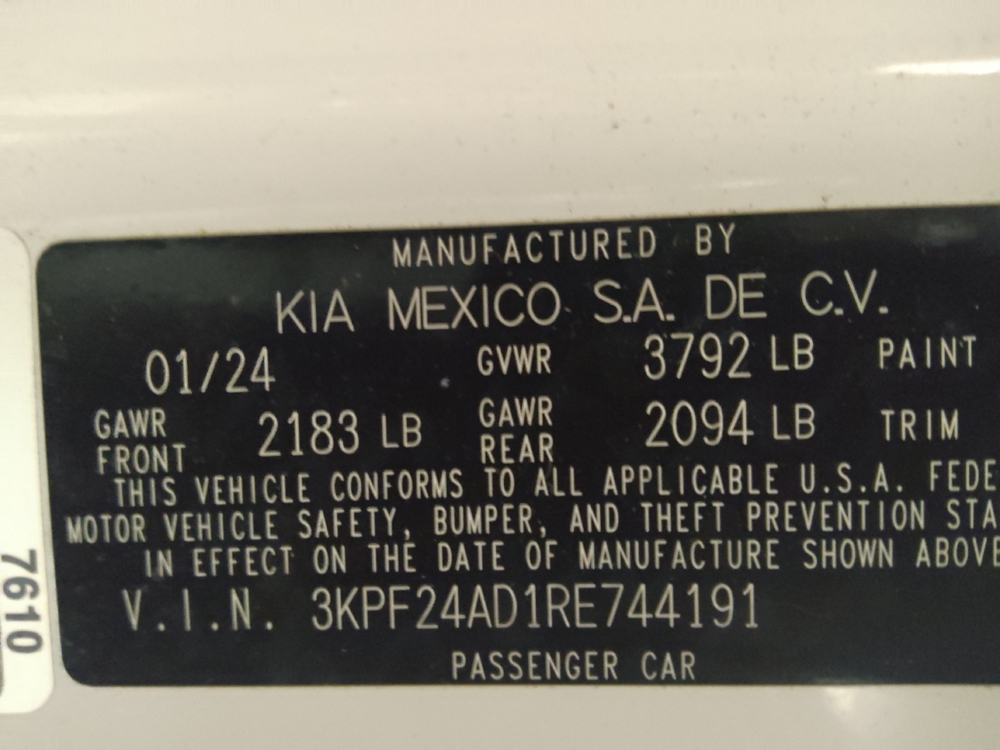 MANUFACTURED BY
KIA MEXICO S.A. DE C.V.
01/24 GVWR 3792 LB PAINT
GAWR FRONT 2183 LB GAWR REAR 2094 LB TRIM
THIS VEHICLE CONFORMS TO ALL APPLICABLE U.S.A. FEDE
MOTOR VEHICLE SAFETY, BUMPER, AND THEFT PREVENTION STA
IN EFFECT ON THE DATE OF MANUFACTURE SHOWN ABOVE
V.I.N. 3KPF24AD1RE744191
PASSENGER CAR
7610